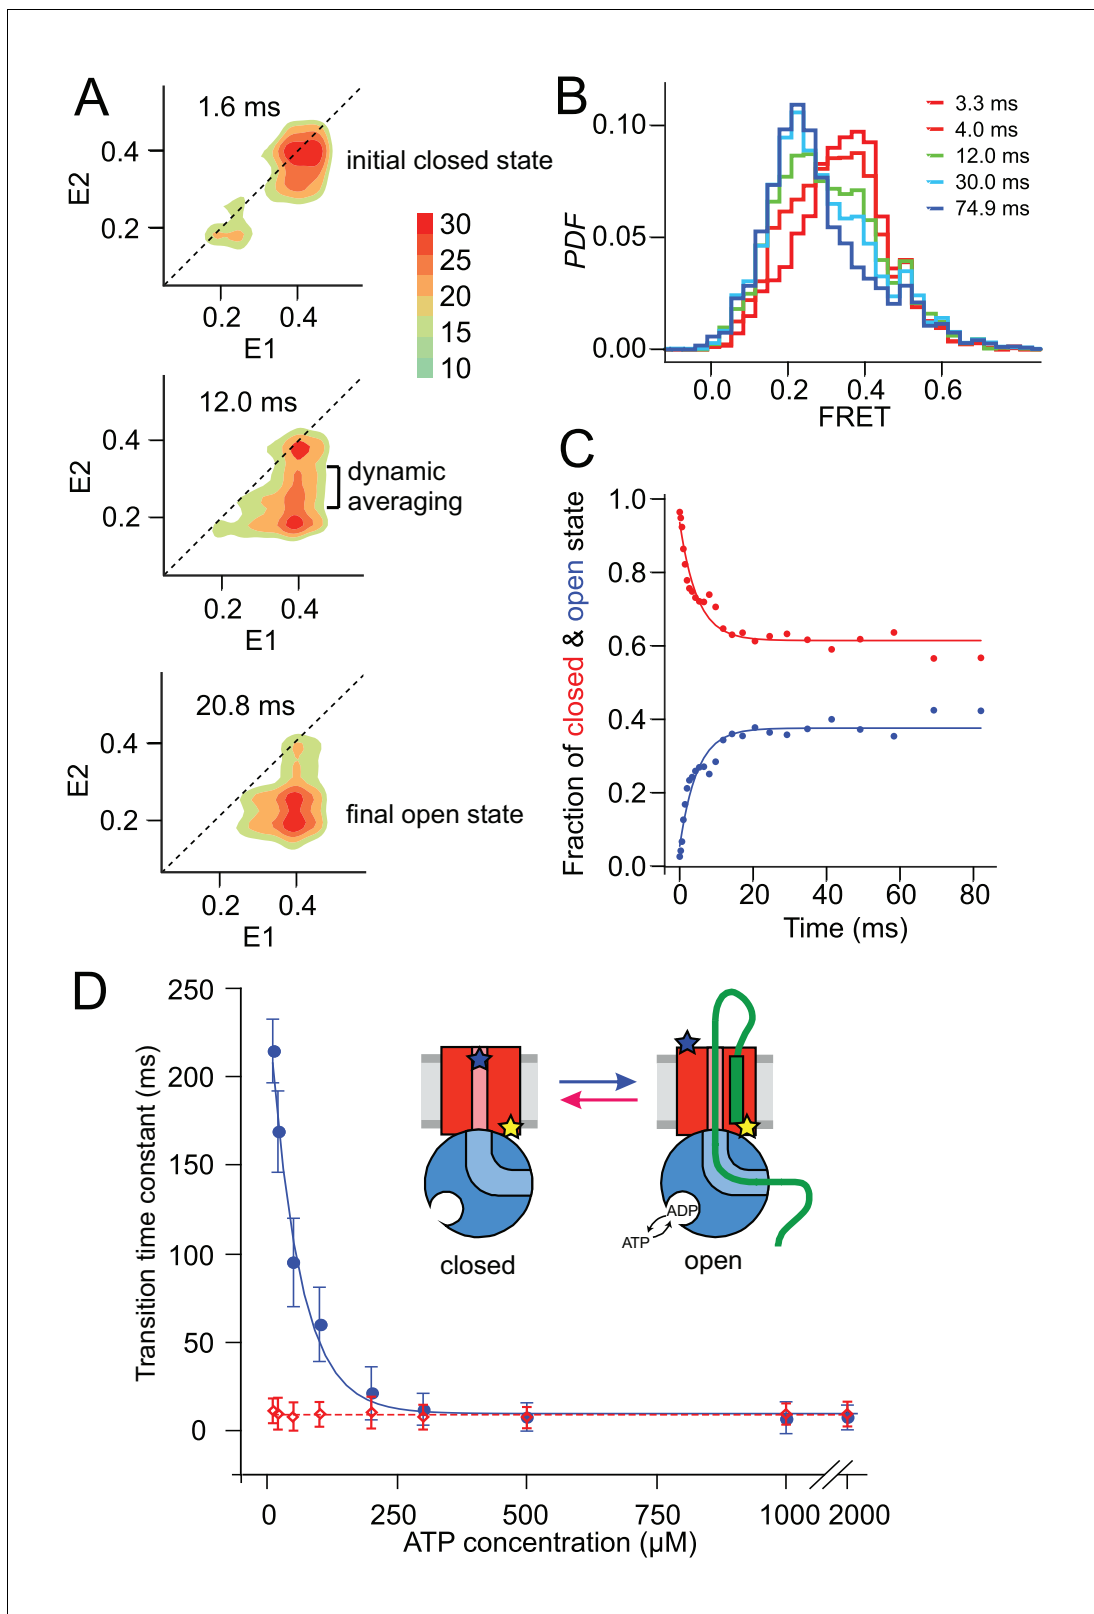 A
1.6 ms
E2
0.4
0.2
0.2 0.4
E1
initial closed state
30
25
20
15
10
12.0 ms
E2
0.4
0.2
0.2 0.4
E1
dynamic
averaging
20.8 ms
E2
0.4
0.2
0.2 0.4
E1
final open state
B
PDF
0.10
0.05
0.00
0.0 0.2 0.4 0.6
FRET
3.3 ms
4.0 ms
12.0 ms
30.0 ms
74.9 ms
C
Fraction of closed & open state
1.0
0.8
0.6
0.4
0.2
0.0
0 20 40 60 80
Time (ms)
D
Transition time constant (ms)
250
200
150
100
50
0
0 250 500 750 1000 2000
ATP concentration (µM)
closed
ADP
ATP
open